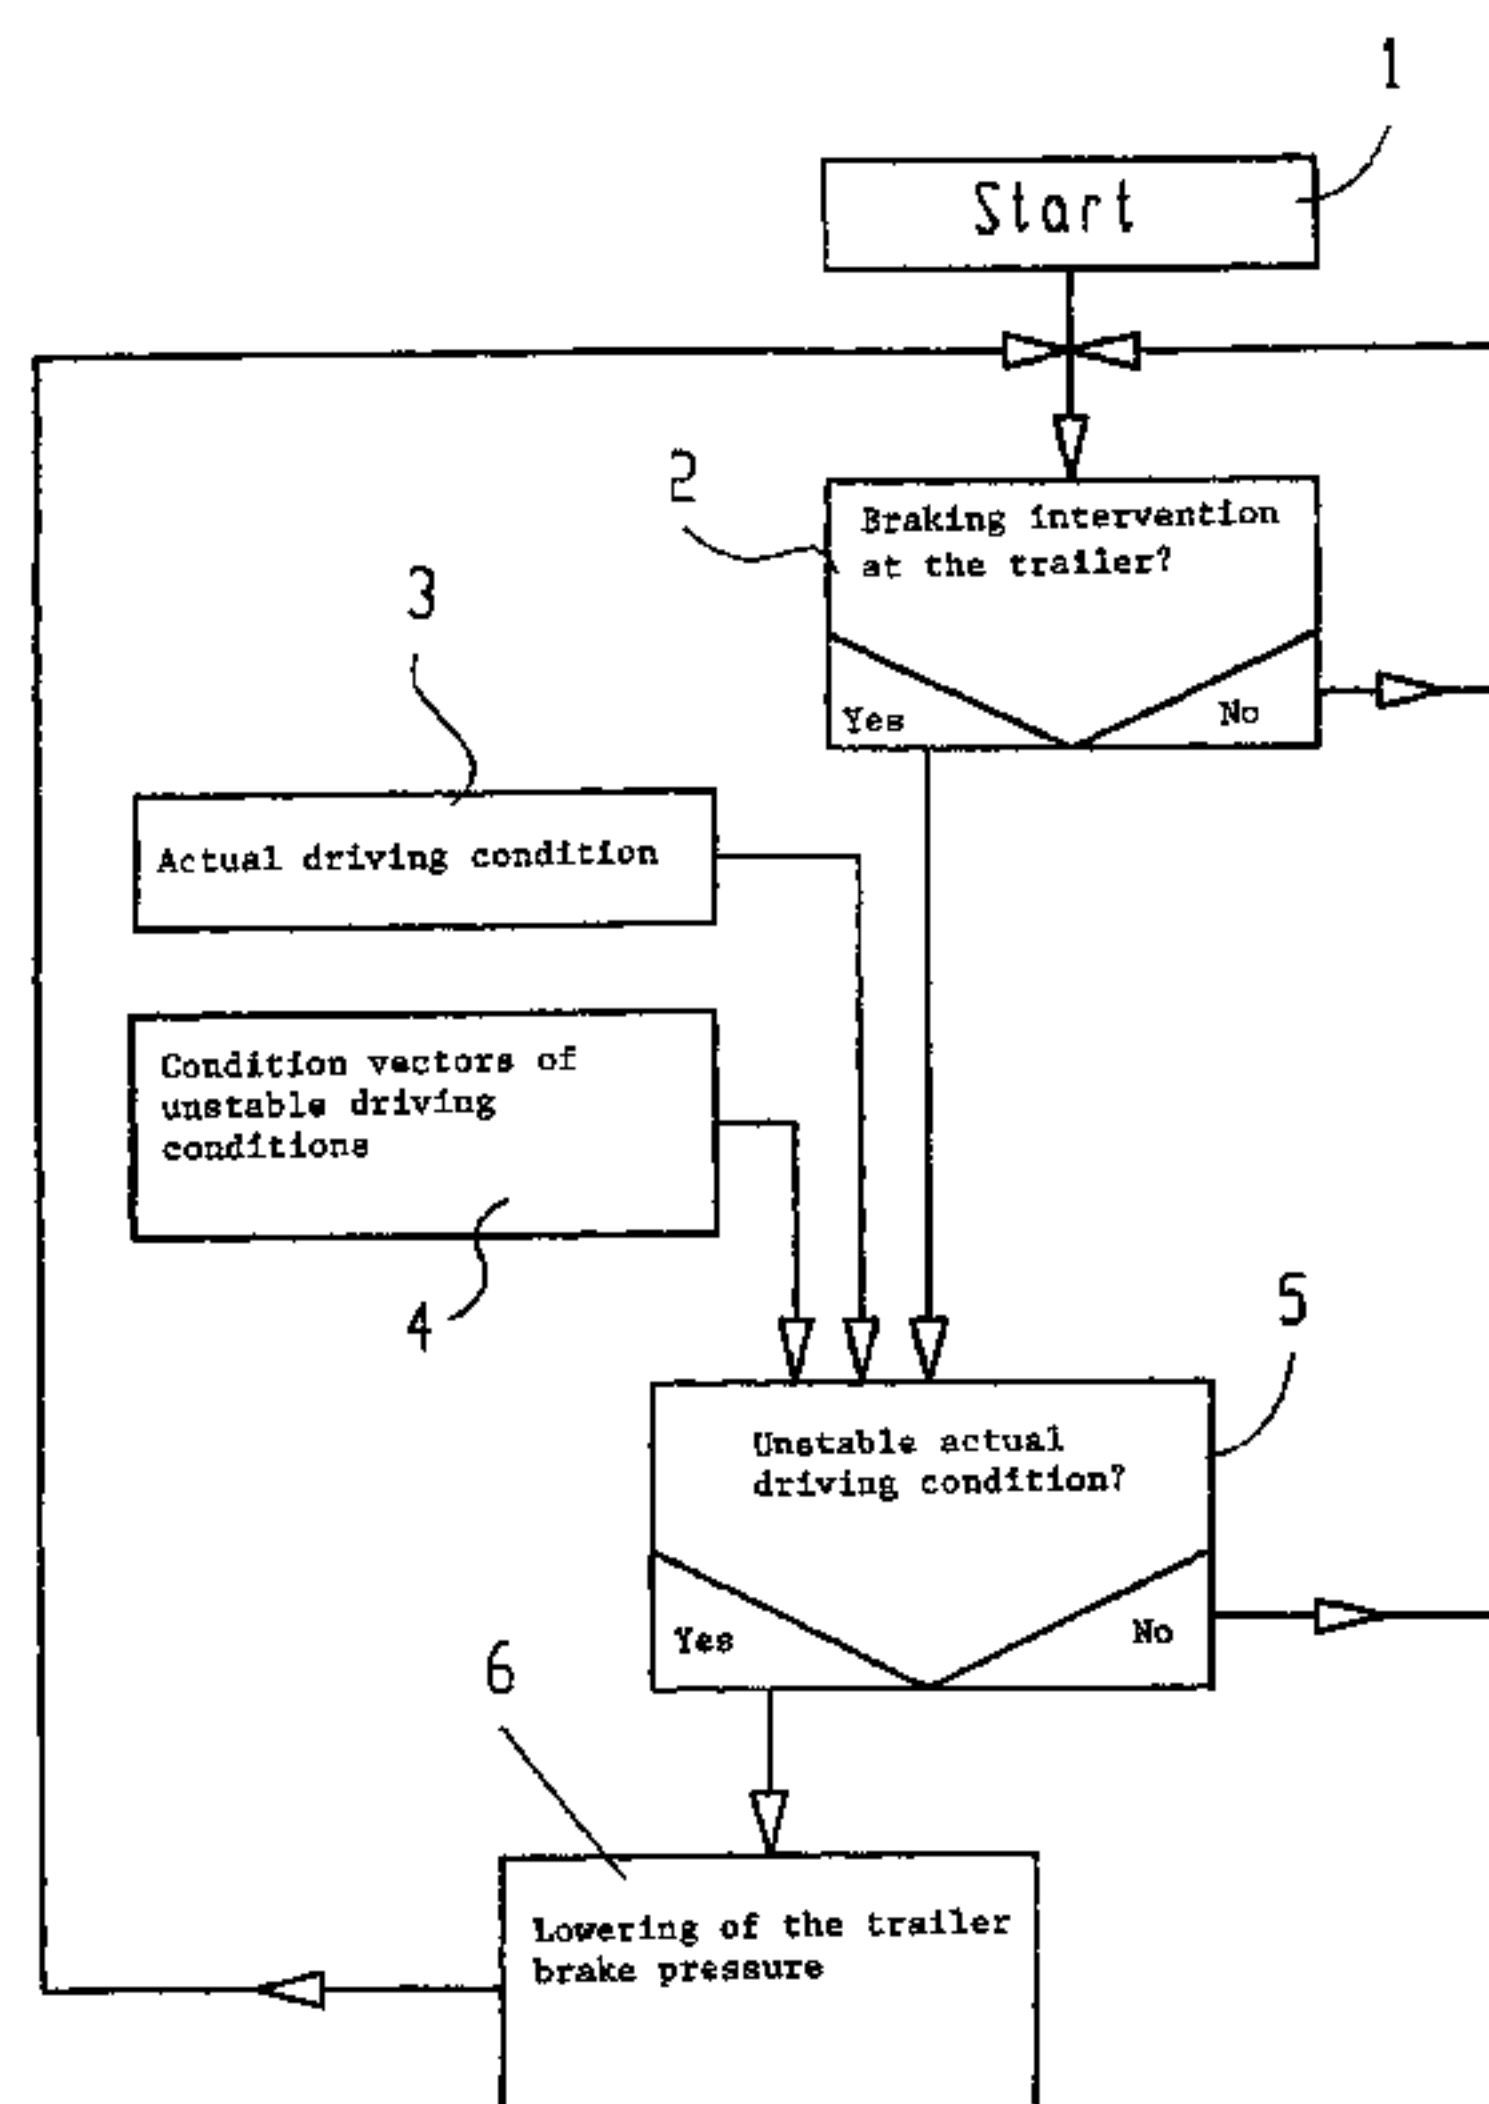 1
Start
2
Braking intervention
at the trailer?
Yes
No
3
Actual driving condition
Condition vectors of
unstable driving
conditions
4
5
Unstable actual
driving condition?
Yes
No
6
Lowering of the trailer
brake pressure